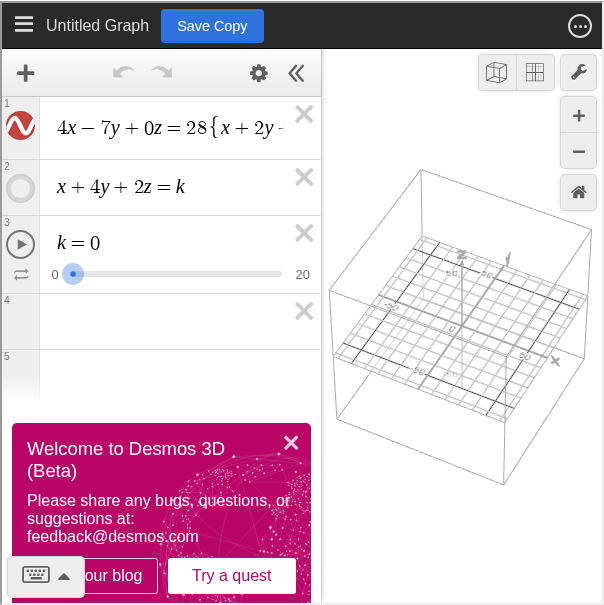 Untitled Graph
Save Copy
1
4x − 7y + 0z = 28{x + 2y
2
x + 4y + 2z = k
3
k = 0
0
20
4
5
Welcome to Desmos 3D
(Beta)
Please share any bugs, questions, or
suggestions at:
feedback@desmos.com
our blog
Try a quest
z
y
50
50
-50
0
50
x
-50